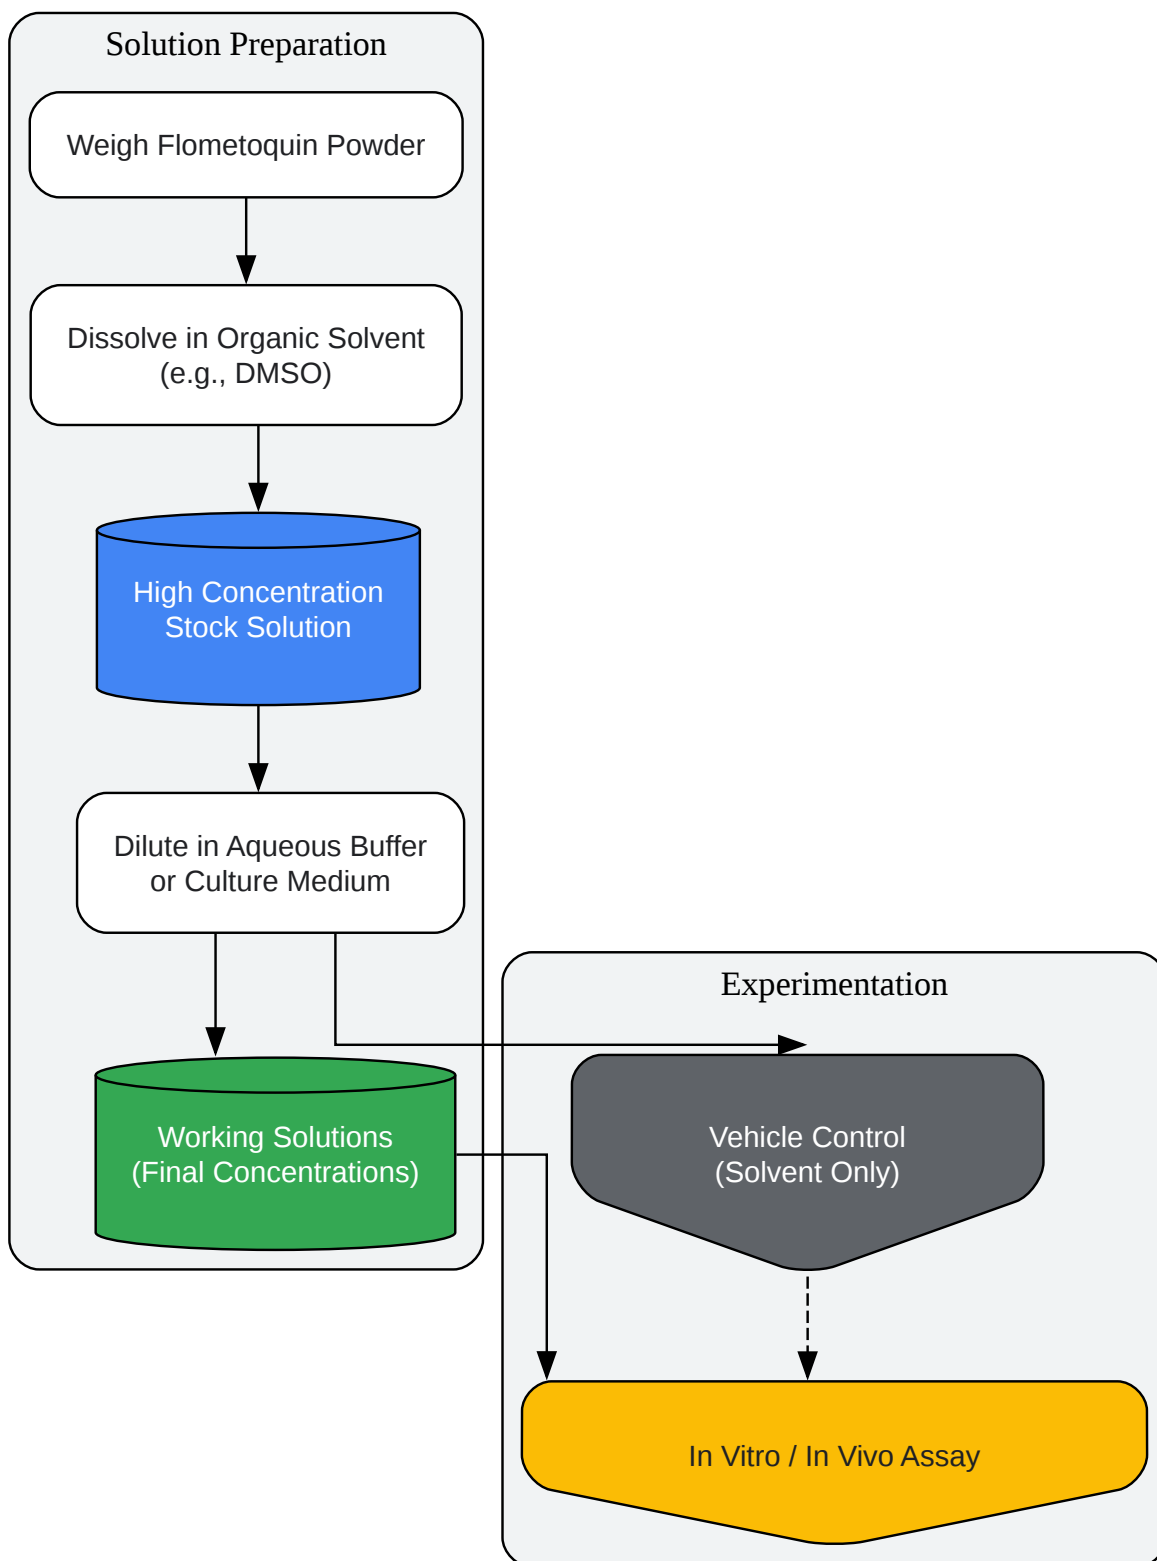 Solution Preparation
Weigh Flometoquin Powder
Dissolve in Organic Solvent
(e.g., DMSO)
High Concentration
Stock Solution
Dilute in Aqueous Buffer
or Culture Medium
Working Solutions
(Final Concentrations)
Experimentation
Vehicle Control
(Solvent Only)
In Vitro / In Vivo Assay